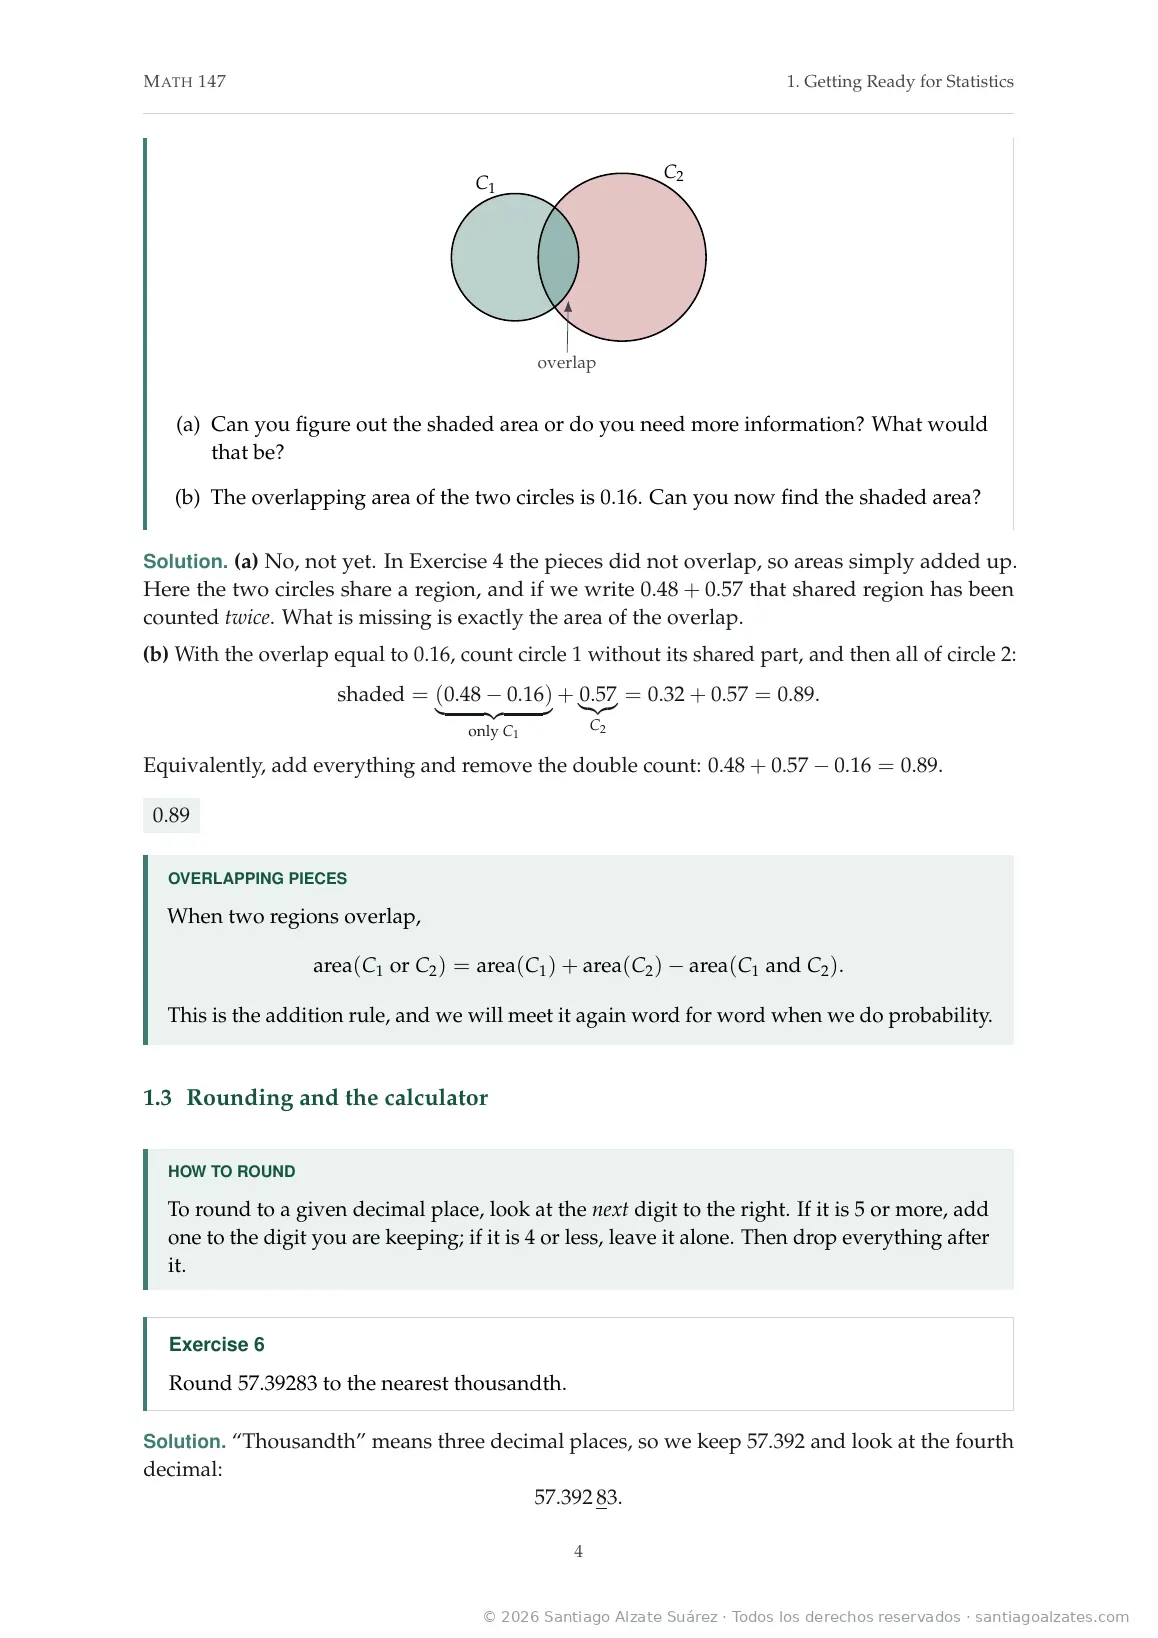 MATH 147
1. Getting Ready for Statistics
C1
C2
overlap
(a) Can you figure out the shaded area or do you need more information? What would
that be?
(b) The overlapping area of the two circles is 0.16. Can you now find the shaded area?
Solution. (a) No, not yet. In Exercise 4 the pieces did not overlap, so areas simply added up.
Here the two circles share a region, and if we write 0.48 + 0.57 that shared region has been
counted twice. What is missing is exactly the area of the overlap.
(b) With the overlap equal to 0.16, count circle 1 without its shared part, and then all of circle 2:
shaded = (0.48 − 0.16) + 0.57 = 0.32 + 0.57 = 0.89.
only C1 C2
Equivalently, add everything and remove the double count: 0.48 + 0.57 − 0.16 = 0.89.
0.89
OVERLAPPING PIECES
When two regions overlap,
area(C1 or C2) = area(C1) + area(C2) − area(C1 and C2).
This is the addition rule, and we will meet it again word for word when we do probability.
1.3 Rounding and the calculator
HOW TO ROUND
To round to a given decimal place, look at the next digit to the right. If it is 5 or more, add
one to the digit you are keeping; if it is 4 or less, leave it alone. Then drop everything after
it.
Exercise 6
Round 57.39283 to the nearest thousandth.
Solution. “Thousandth” means three decimal places, so we keep 57.392 and look at the fourth
decimal:
57.392 83.
4
© 2026 Santiago Alzate Suárez · Todos los derechos reservados · santiagoalzates.com